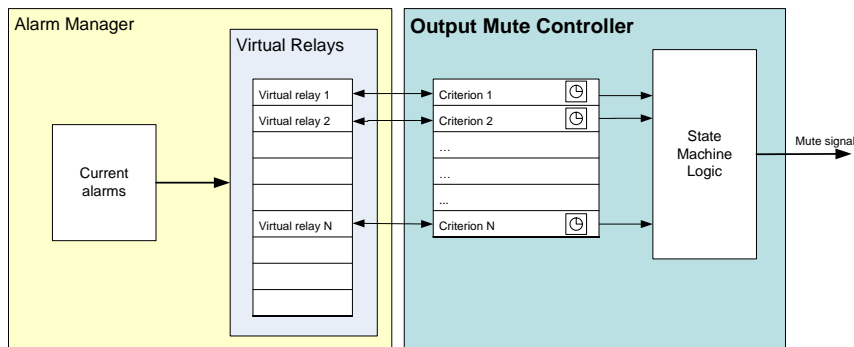 Alarm Manager
Virtual Relays
Current
alarms
Virtual relay 1
Virtual relay 2
Virtual relay N
Output Mute Controller
Criterion 1
Criterion 2
…
…
...
Criterion N
State
Machine
Logic
Mute signal